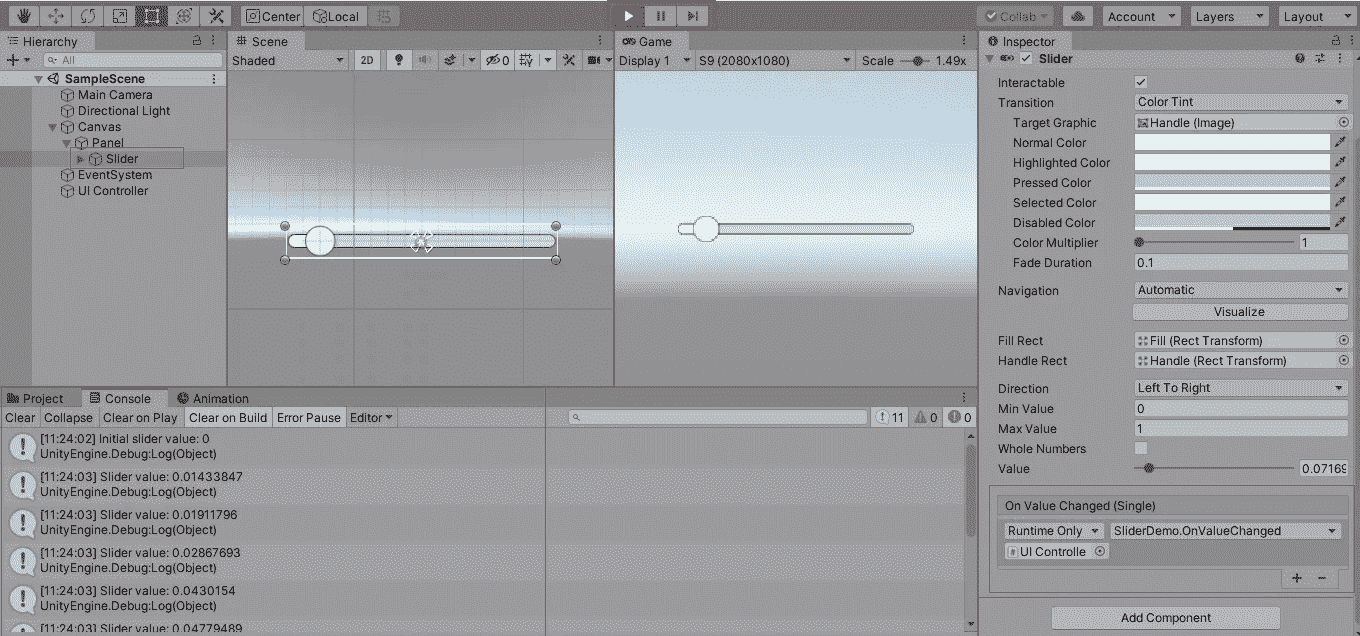 Center Local Collab Account Layers Layout
Hierarchy
All
SampleScene
Main Camera
Directional Light
Canvas
Panel
Slider
EventSystem
UI Controller
Scene
Shaded 2D 0
Game
Display 1 S9 (2080x1080) Scale 1.49x
Inspector
Slider
Interactable
Transition Color Tint
Target Graphic Handle (Image)
Normal Color
Highlighted Color
Pressed Color
Selected Color
Disabled Color
Color Multiplier 1
Fade Duration 0.1
Navigation Automatic
Visualize
Fill Rect Fill (Rect Transform)
Handle Rect Handle (Rect Transform)
Direction Left To Right
Min Value 0
Max Value 1
Whole Numbers
Value 0.07169
On Value Changed (Single)
Runtime Only SliderDemo.OnValueChanged
UI Controlle
Add Component
Project Console Animation
Clear Collapse Clear on Play Clear on Build Error Pause Editor 11 0 0
[11:24:02] Initial slider value: 0
UnityEngine.Debug:Log(Object)
[11:24:03] Slider value: 0.01433847
UnityEngine.Debug:Log(Object)
[11:24:03] Slider value: 0.01911796
UnityEngine.Debug:Log(Object)
[11:24:03] Slider value: 0.02867693
UnityEngine.Debug:Log(Object)
[11:24:03] Slider value: 0.0430154
UnityEngine.Debug:Log(Object)
[11:24:03] Slider value: 0.04779489